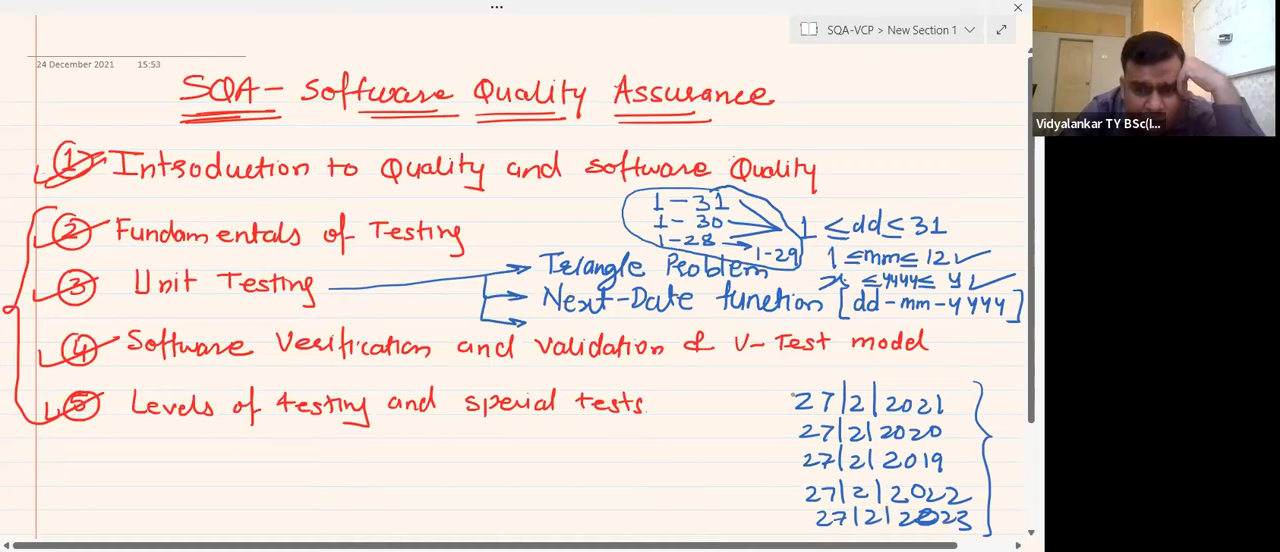 SQA-VCP > New Section 1
24 December 2021 15:53
SQA - Software Quality Assurance
① Introduction to Quality and software Quality
1 - 31
1 - 30
1 - 28 → 1-29
1 ≤ dd ≤ 31
1 ≤ mm ≤ 12 ✓
≤ yyyy ≤ y ✓
② Fundamentals of Testing
③ Unit Testing
→ Triangle Problem
→ Next-Date function [dd-mm-yyyy]
④ Software Verification and validation & V-Test model
⑤ Levels of testing and special tests.
27/2/2021
27/2/2020
27/2/2019
27/2/2022
27/2/2023
Vidyalankar TY BSc(I...